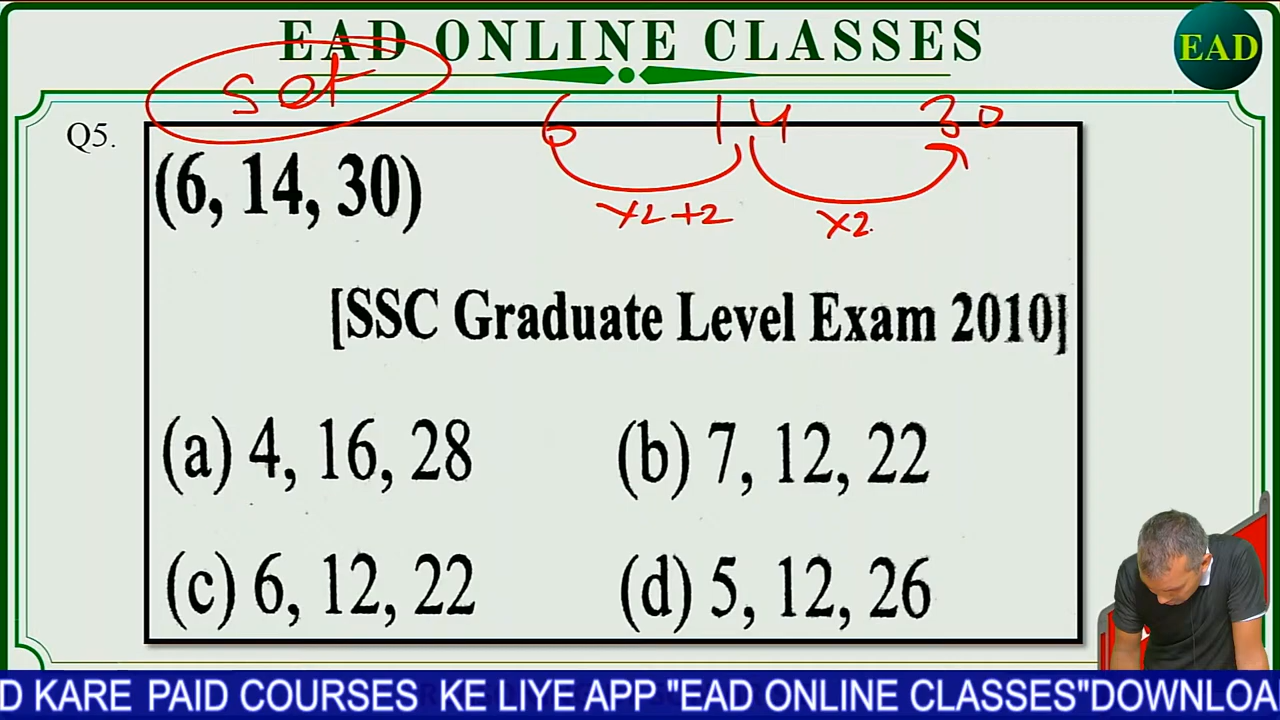 EAD ONLINE CLASSES
EAD
set
6 14 30
Q5.
(6, 14, 30)
×2+2 ×2
[SSC Graduate Level Exam 2010]
(a) 4, 16, 28 (b) 7, 12, 22
(c) 6, 12, 22 (d) 5, 12, 26
D KARE PAID COURSES KE LIYE APP "EAD ONLINE CLASSES"DOWNLOA